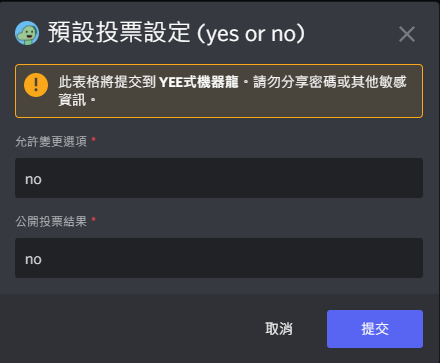 預設投票設定 (yes or no)
此表格將提交到 YEE式機器龍。請勿分享密碼或其他敏感
資訊。
允許變更選項 *
no
公開投票結果 *
no
取消
提交